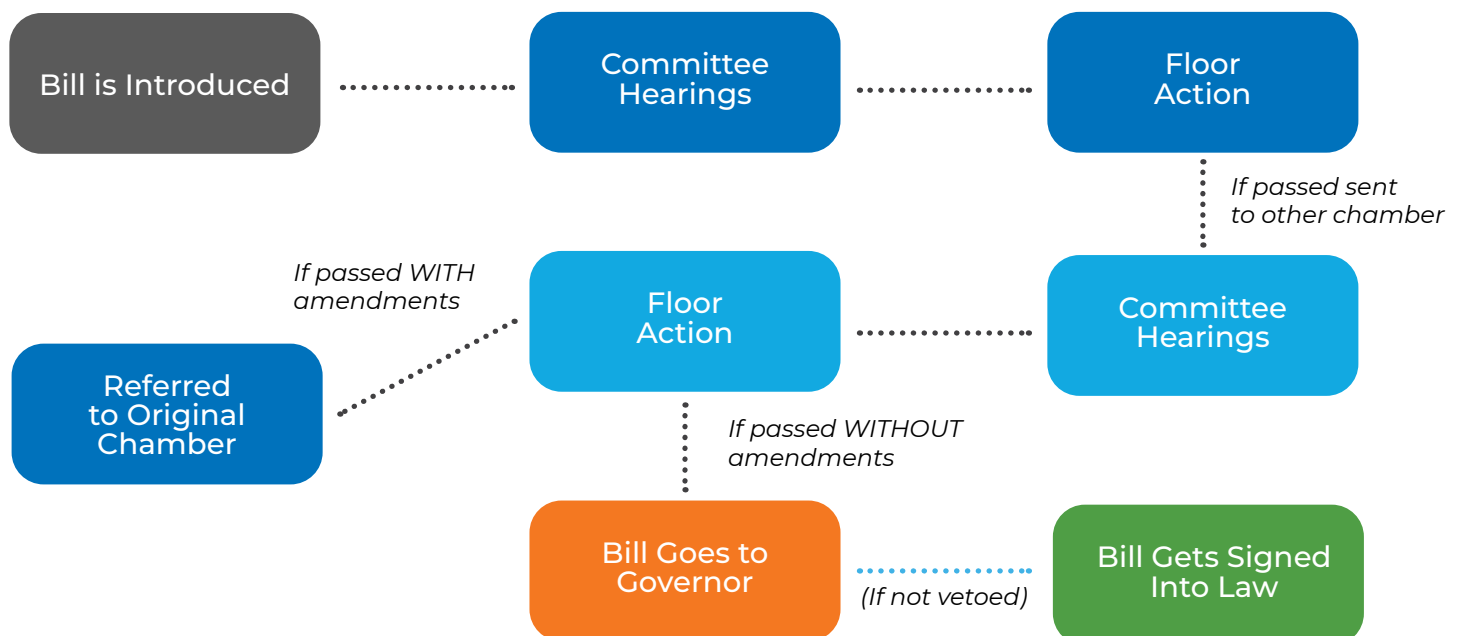 Bill is Introduced
Committee
Hearings
Floor
Action
If passed sent
to other chamber
Committee
Hearings
Floor
Action
If passed WITH
amendments
Referred
to Original
Chamber
If passed WITHOUT
amendments
Bill Goes to
Governor
(If not vetoed)
Bill Gets Signed
Into Law